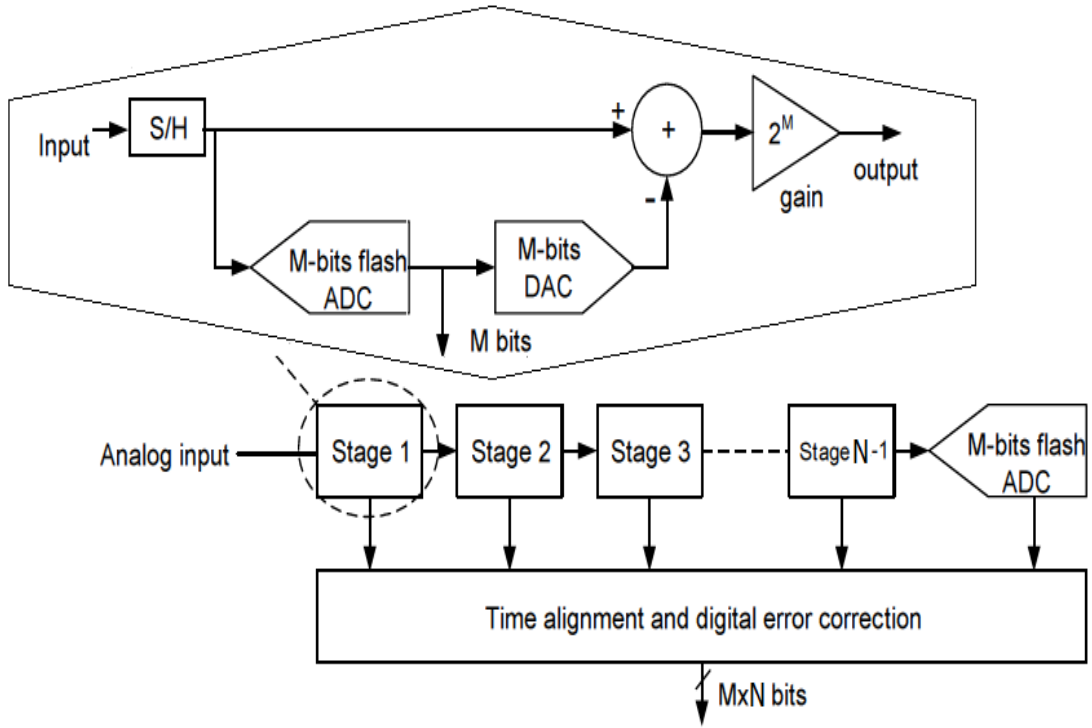 Input
S/H
+
+
-
2^M
gain
output
M-bits flash
ADC
M-bits
DAC
M bits
Analog input
Stage 1
Stage 2
Stage 3
Stage N -1
M-bits flash
ADC
Time alignment and digital error correction
MxN bits